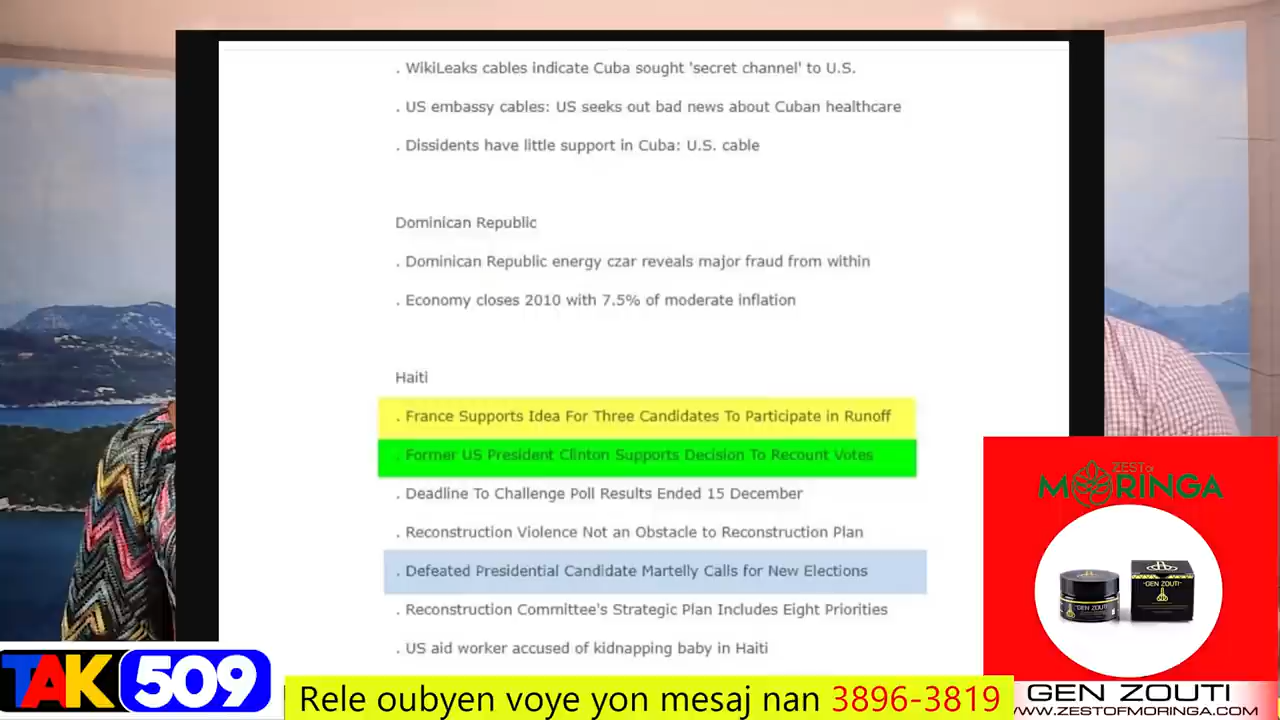 . WikiLeaks cables indicate Cuba sought 'secret channel' to U.S.
. US embassy cables: US seeks out bad news about Cuban healthcare
. Dissidents have little support in Cuba: U.S. cable
Dominican Republic
. Dominican Republic energy czar reveals major fraud from within
. Economy closes 2010 with 7.5% of moderate inflation
Haiti
. France Supports Idea For Three Candidates To Participate in Runoff
. Former US President Clinton Supports Decision To Recount Votes
. Deadline To Challenge Poll Results Ended 15 December
. Reconstruction Violence Not an Obstacle to Reconstruction Plan
. Defeated Presidential Candidate Martelly Calls for New Elections
. Reconstruction Committee's Strategic Plan Includes Eight Priorities
. US aid worker accused of kidnapping baby in Haiti
ZEST OF
MORINGA
GEN ZOUTI
GEN ZOUTI
TAK 509
Rele oubyen voye yon mesaj nan 3896-3819
GEN ZOUTI
WWW.ZESTOFMORINGA.COM